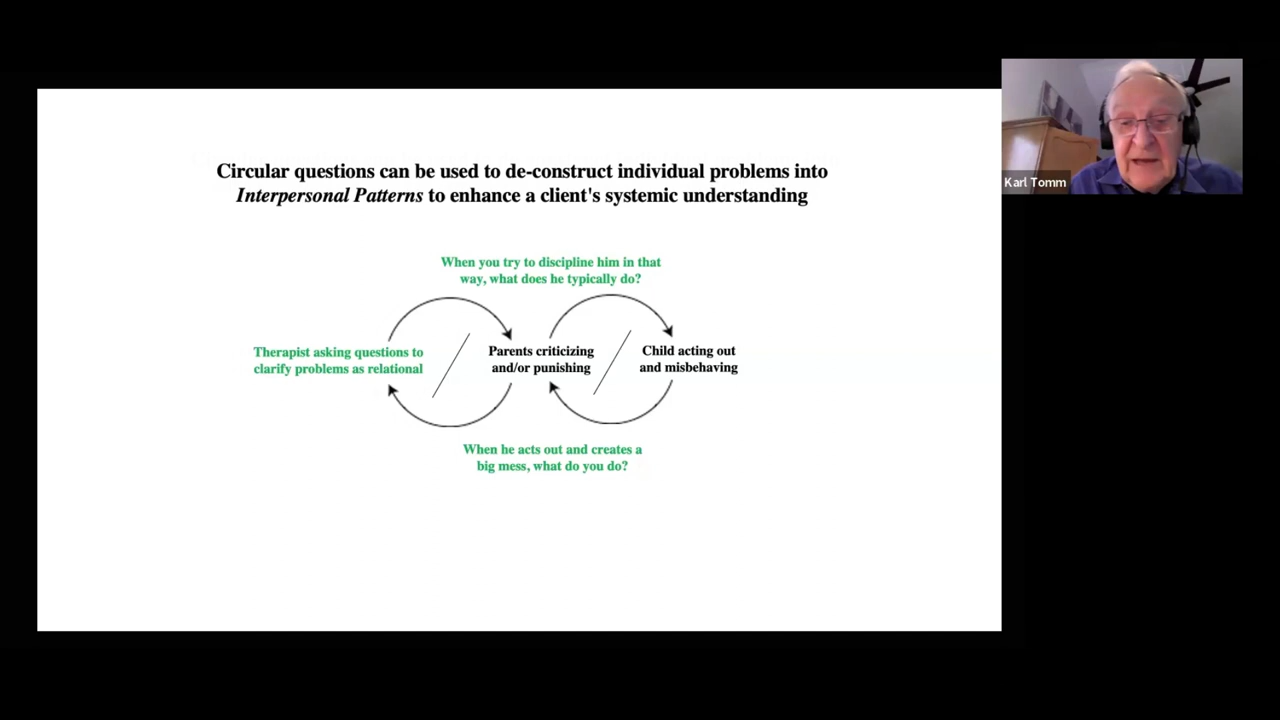 Circular questions can be used to de-construct individual problems into
Interpersonal Patterns to enhance a client's systemic understanding
When you try to discipline him in that
way, what does he typically do?
Therapist asking questions to
clarify problems as relational
Parents criticizing
and/or punishing
Child acting out
and misbehaving
When he acts out and creates a
big mess, what do you do?
Karl Tomm